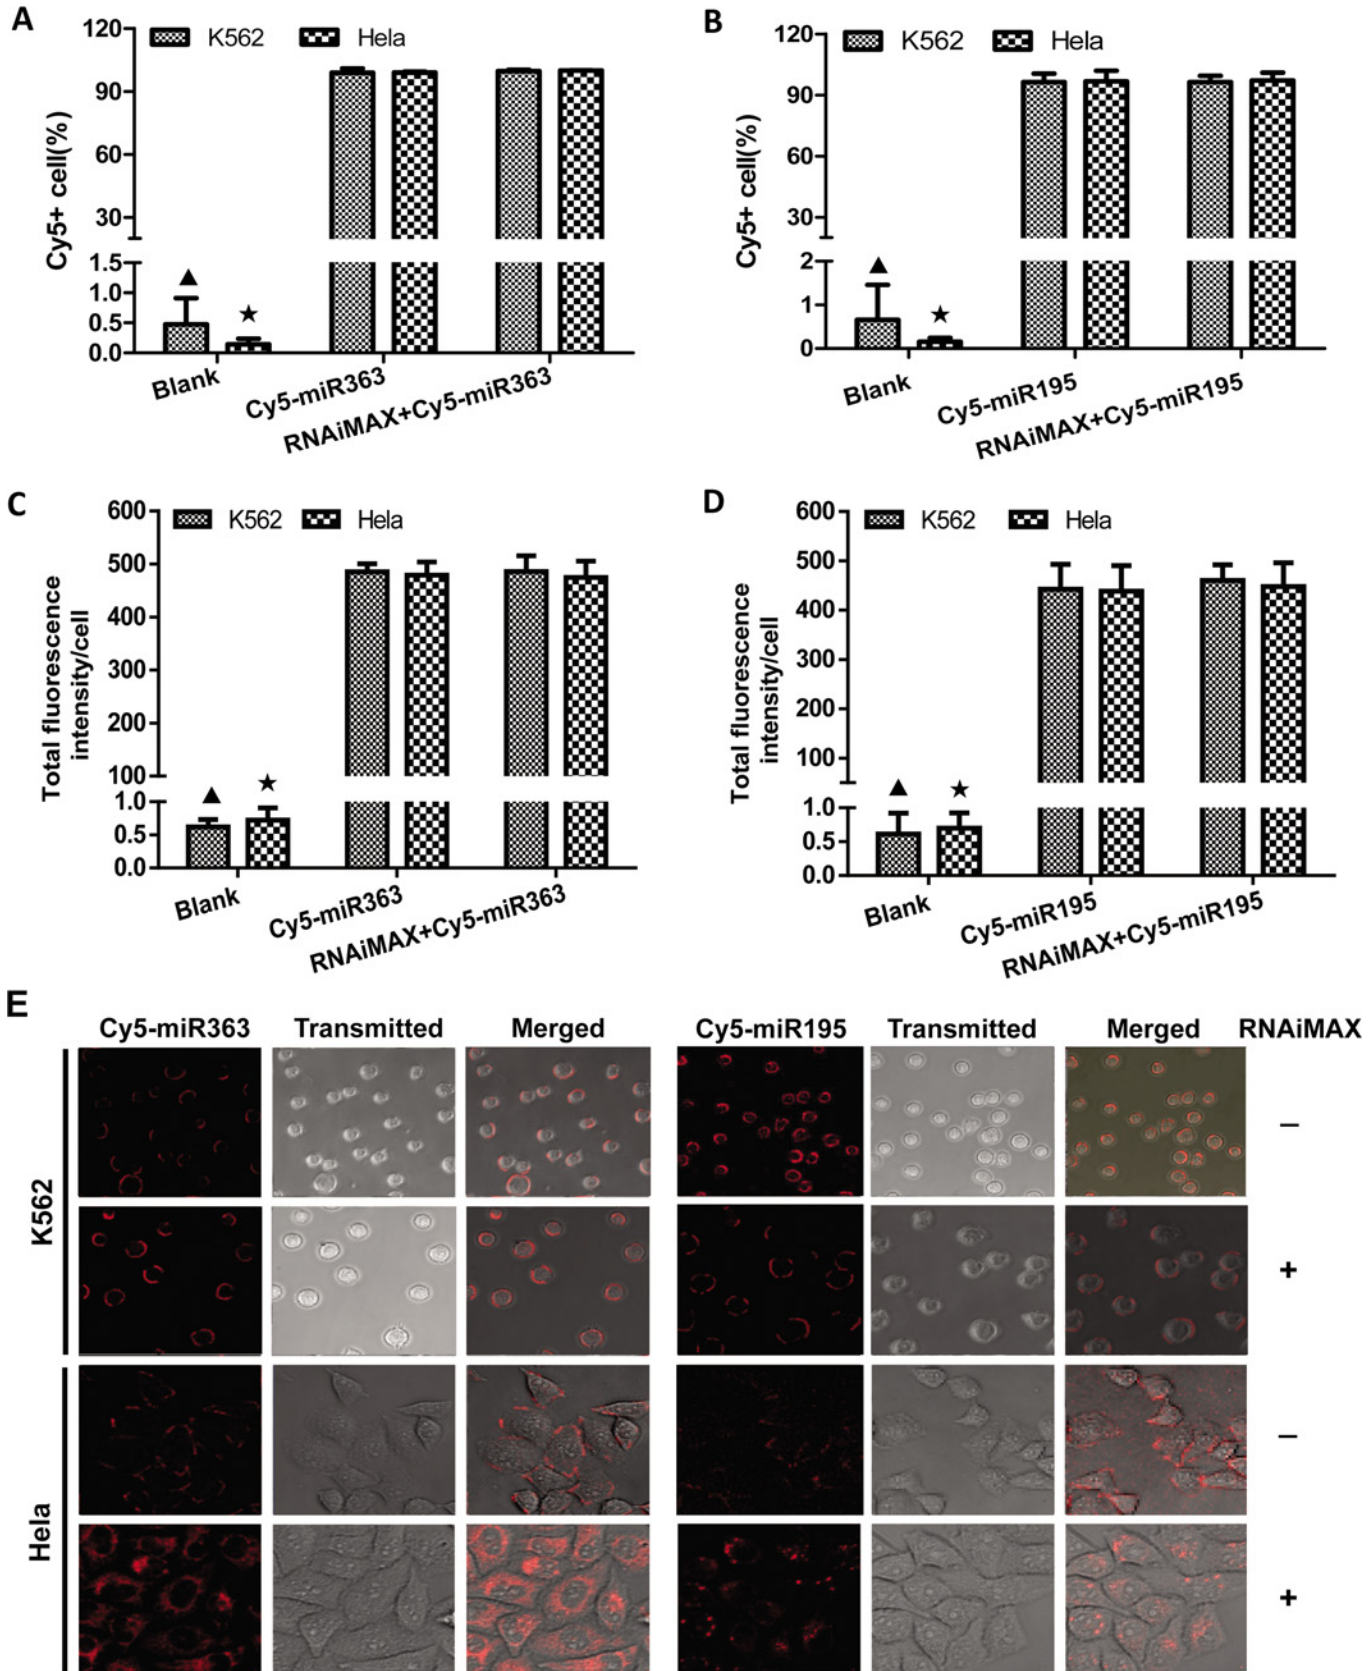 A
K562 Hela
Cy5+ cell(%)
120
90
60
30
1.5
1.0
0.5
0.0
Blank
Cy5-miR363
RNAiMAX+Cy5-miR363
B
K562 Hela
Cy5+ cell(%)
120
90
60
30
2
1
0
Blank
Cy5-miR195
RNAiMAX+Cy5-miR195
C
K562 Hela
Total fluorescence
intensity/cell
600
500
400
300
200
100
1.0
0.5
0.0
Blank
Cy5-miR363
RNAiMAX+Cy5-miR363
D
K562 Hela
Total fluorescence
intensity/cell
600
500
400
300
200
100
1.0
0.5
0.0
Blank
Cy5-miR195
RNAiMAX+Cy5-miR195
E
Cy5-miR363 Transmitted Merged Cy5-miR195 Transmitted Merged RNAiMAX
K562
−
+
Hela
−
+